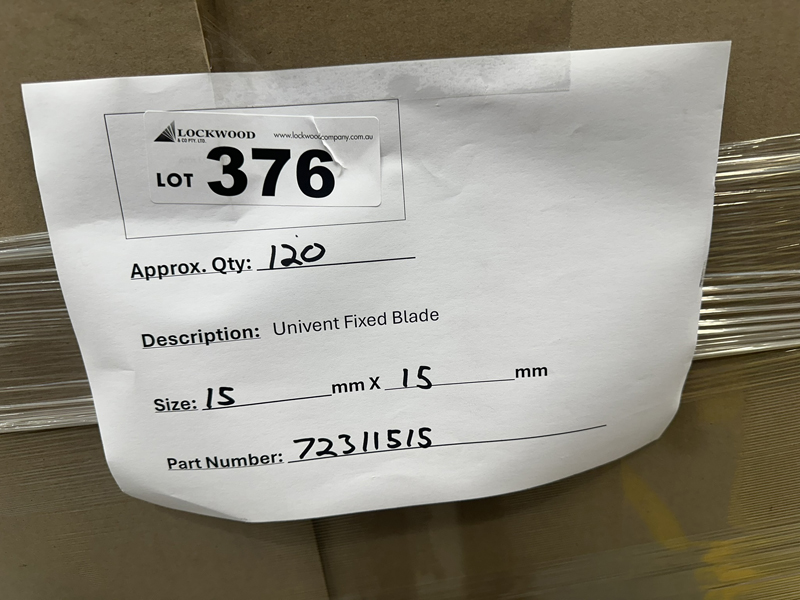 LOCKWOOD www.lockwoodcompany.com.au
& CO PTY. LTD.
LOT 376
Approx. Qty: 120
Description: Univent Fixed Blade
Size: 15 mm X 15 mm
Part Number: 72311515